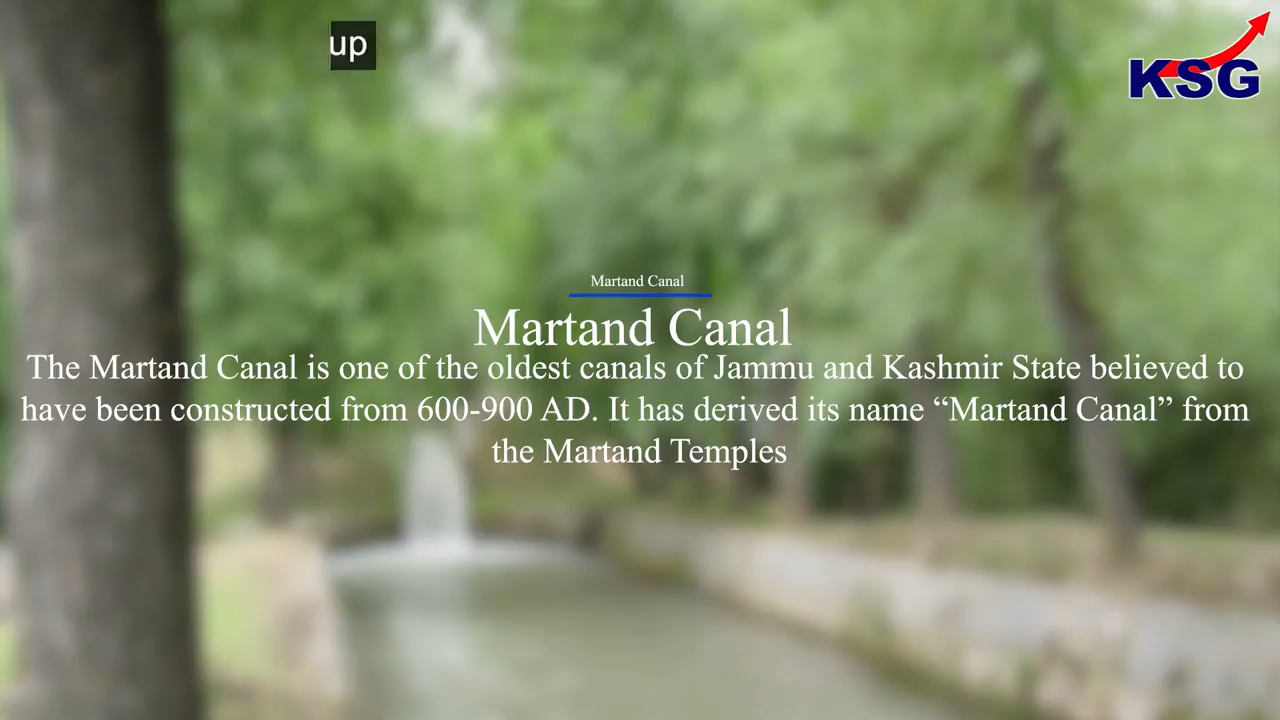 up
KSG
Martand Canal
Martand Canal
The Martand Canal is one of the oldest canals of Jammu and Kashmir State believed to
have been constructed from 600-900 AD. It has derived its name “Martand Canal” from
the Martand Temples